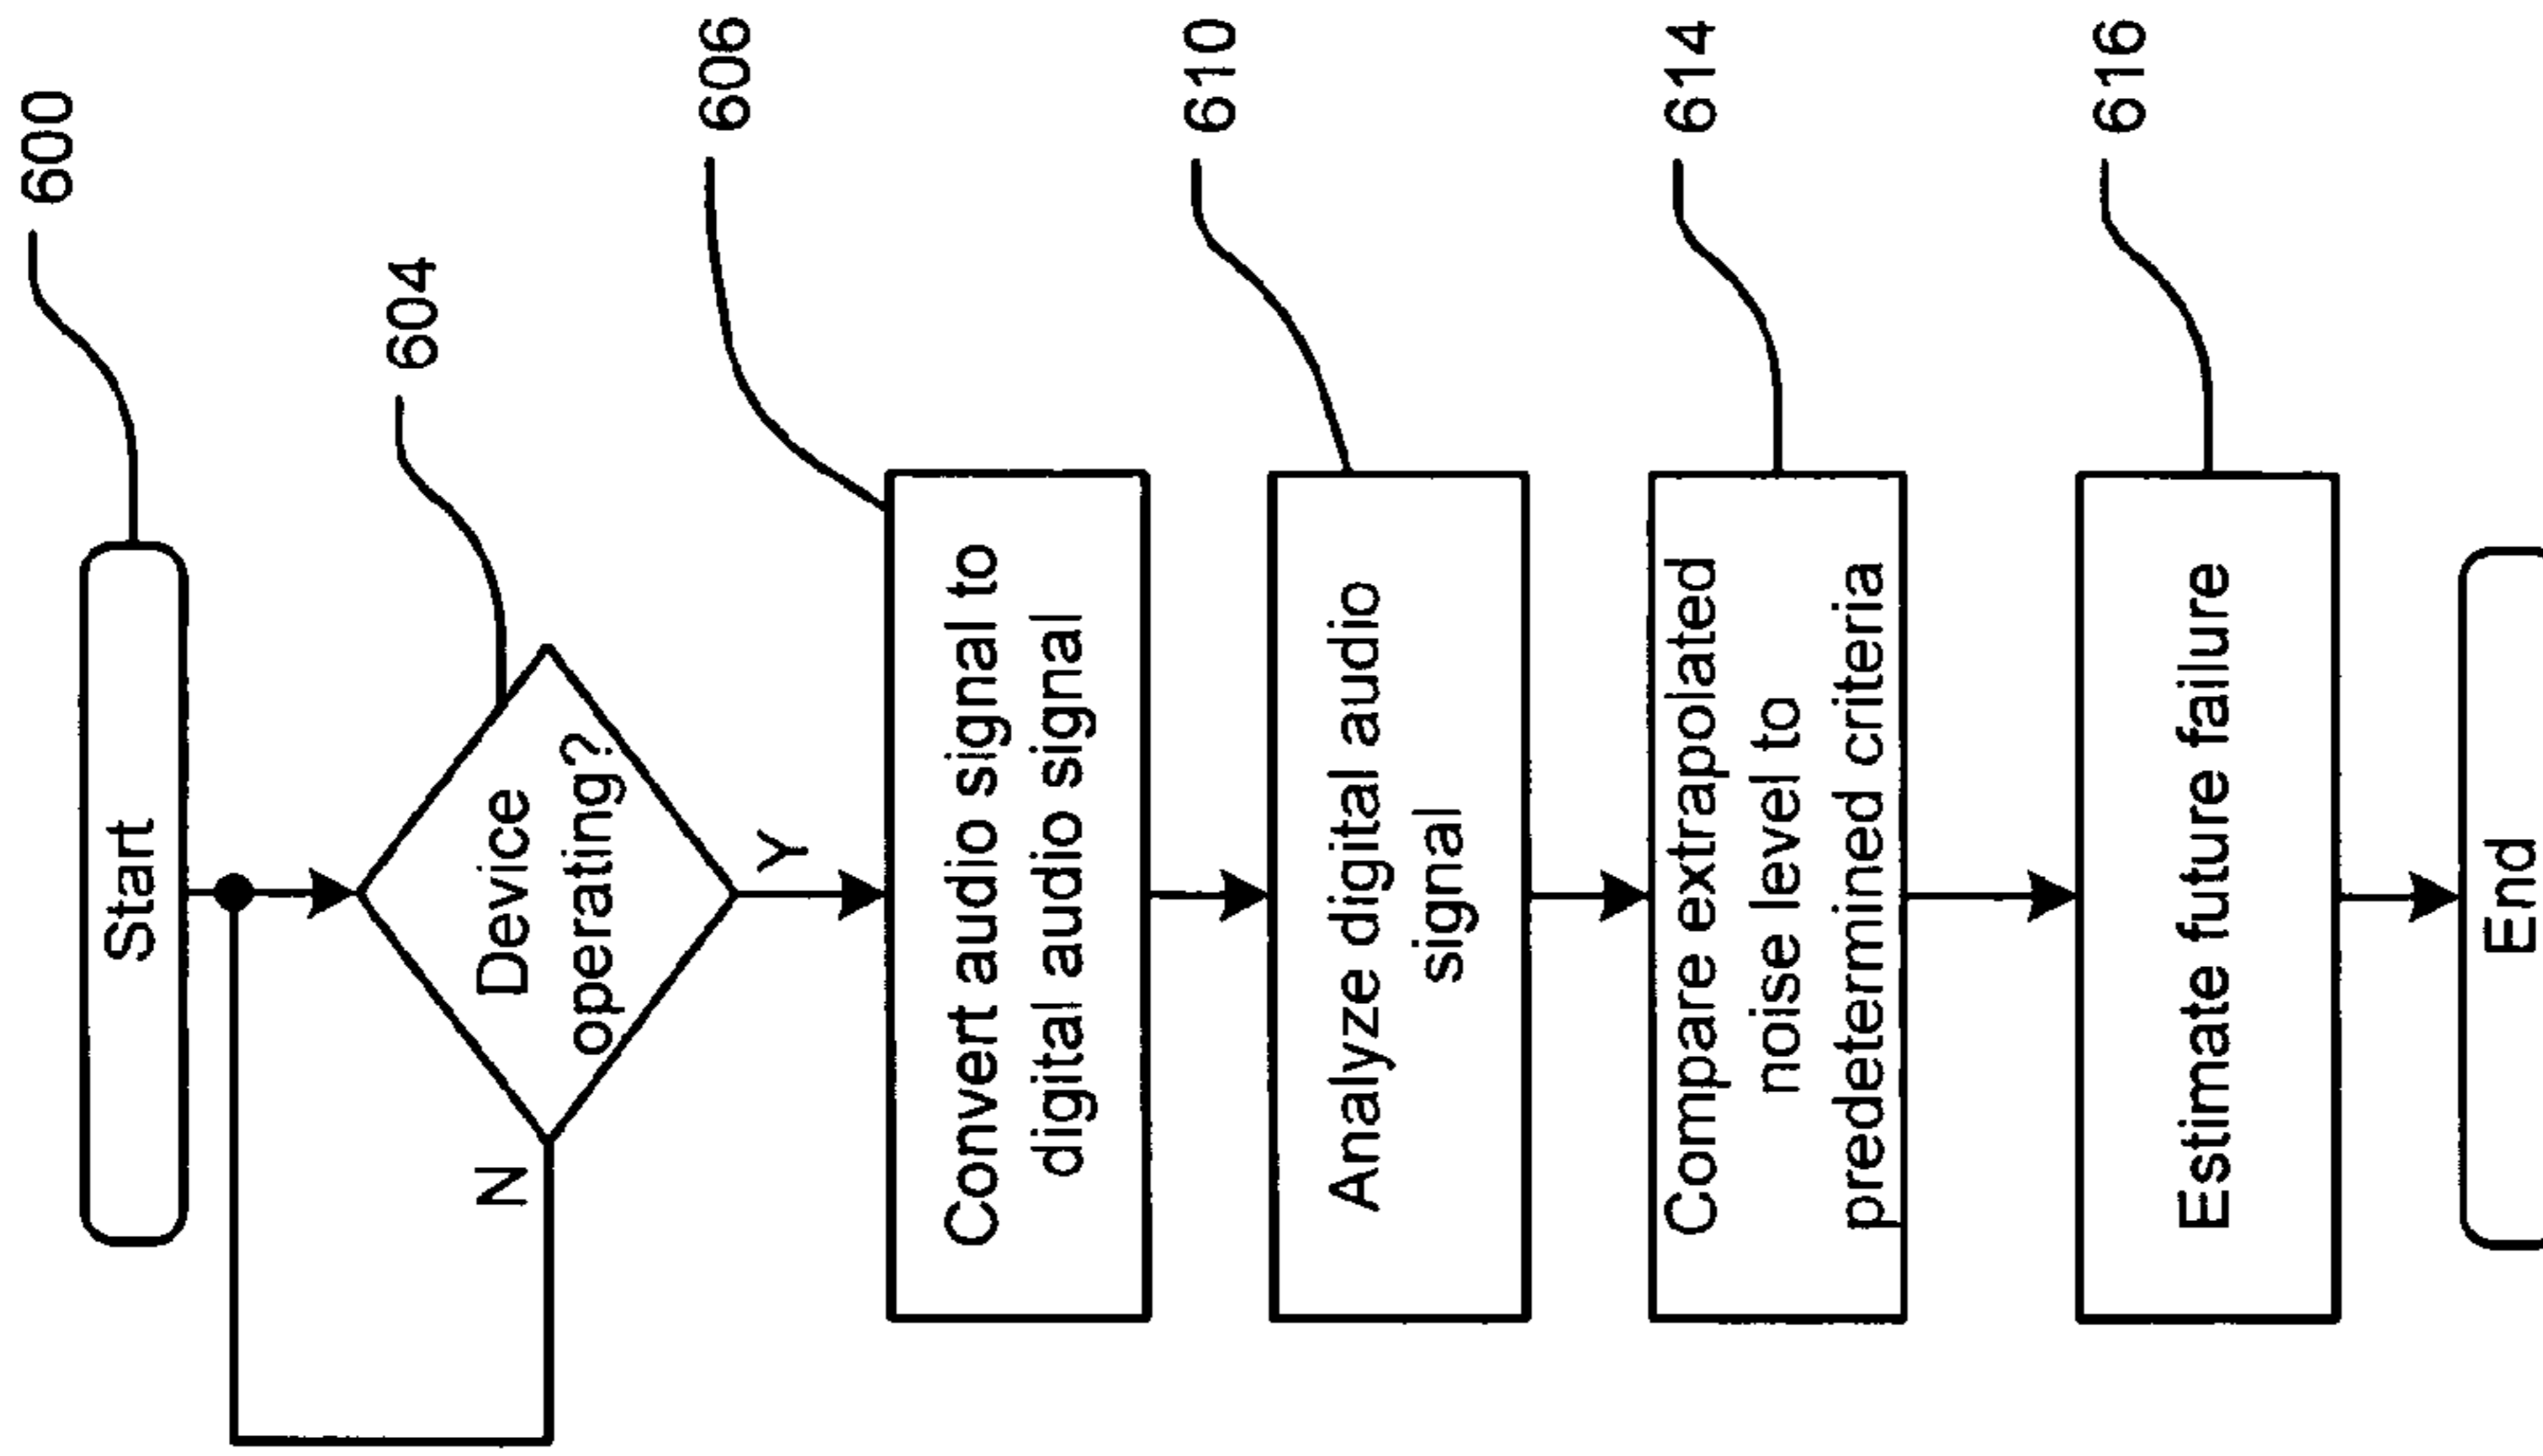 Start
600
Device
operating?
604
N
Y
Convert audio signal to
digital audio signal
606
Analyze digital audio
signal
610
Compare extrapolated
noise level to
predetermined criteria
614
Estimate future failure
616
End